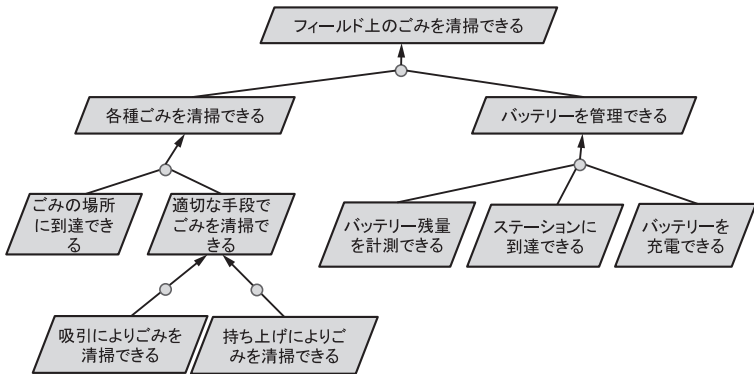 フィールド上のごみを清掃できる
各種ごみを清掃できる
バッテリーを管理できる
ごみの場所
に到達でき
る
適切な手段で
ごみを清掃で
きる
バッテリー残量
を計測できる
ステーションに
到達できる
バッテリーを
充電できる
吸引によりごみを
清掃できる
持ち上げによりご
みを清掃できる